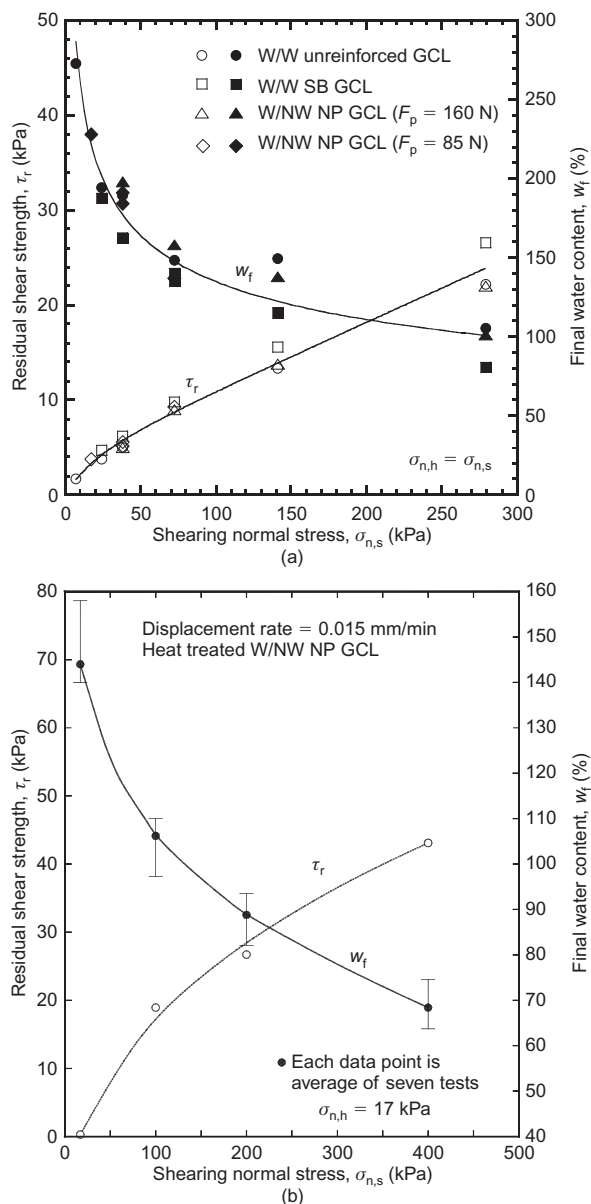 50
40
30
20
10
0
Residual shear strength, τr (kPa)
300
250
200
150
100
50
0
Final water content, wf (%)
W/W unreinforced GCL
W/W SB GCL
W/NW NP GCL (Fp = 160 N)
W/NW NP GCL (Fp = 85 N)
wf
τr
σn,h = σn,s
0 50 100 150 200 250 300
Shearing normal stress, σn,s (kPa)
(a)
80
70
60
50
40
30
20
10
0
Residual shear strength, τr (kPa)
160
150
140
130
120
110
100
90
80
70
60
50
40
Final water content, wf (%)
Displacement rate = 0.015 mm/min
Heat treated W/NW NP GCL
τr
wf
Each data point is
average of seven tests
σn,h = 17 kPa
0 100 200 300 400 500
Shearing normal stress, σn,s (kPa)
(b)